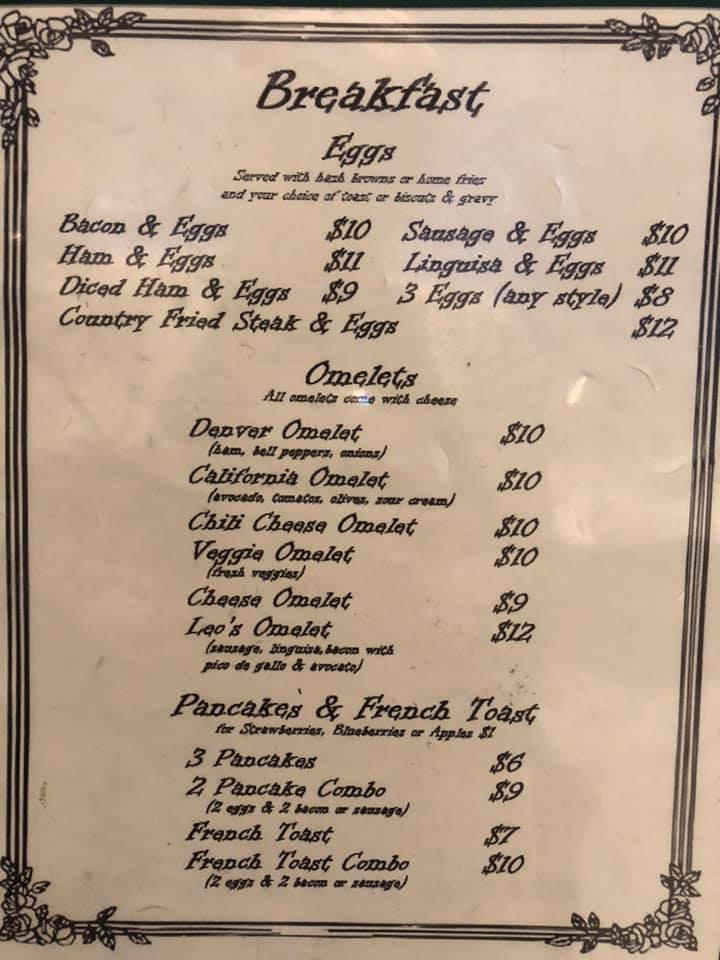 Breakfast
Eggs
Served with hash browns or home fries
and your choice of toast or biscuits & gravy
Bacon & Eggs $10 Sausage & Eggs $10
Ham & Eggs $11 Linguisa & Eggs $11
Diced Ham & Eggs $9 3 Eggs (any style) $8
Country Fried Steak & Eggs $12
Omelets
All omelets come with cheese
Denver Omelet $10
(ham, bell peppers, onions)
California Omelet $10
(avocado, tomatos, olives, sour cream)
Chili Cheese Omelet $10
Veggie Omelet $10
(fresh veggies)
Cheese Omelet $9
Leo's Omelet $12
(sausage, linguisa, bacon with
pico de gallo & avocato)
Pancakes & French Toast
for Strawberries, Blueberries or Apples $1
3 Pancakes $6
2 Pancake Combo $9
(2 eggs & 2 bacon or sausage)
French Toast $7
French Toast Combo $10
(2 eggs & 2 bacon or sausage)